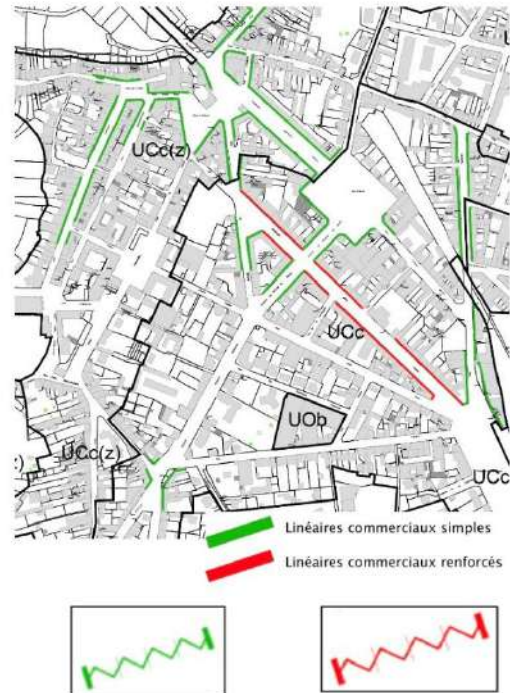 U
UCc(z)
UCc
UOb
UCc(z)
z)
UCc
Linéaires commerciaux simples
Linéaires commerciaux renforcés